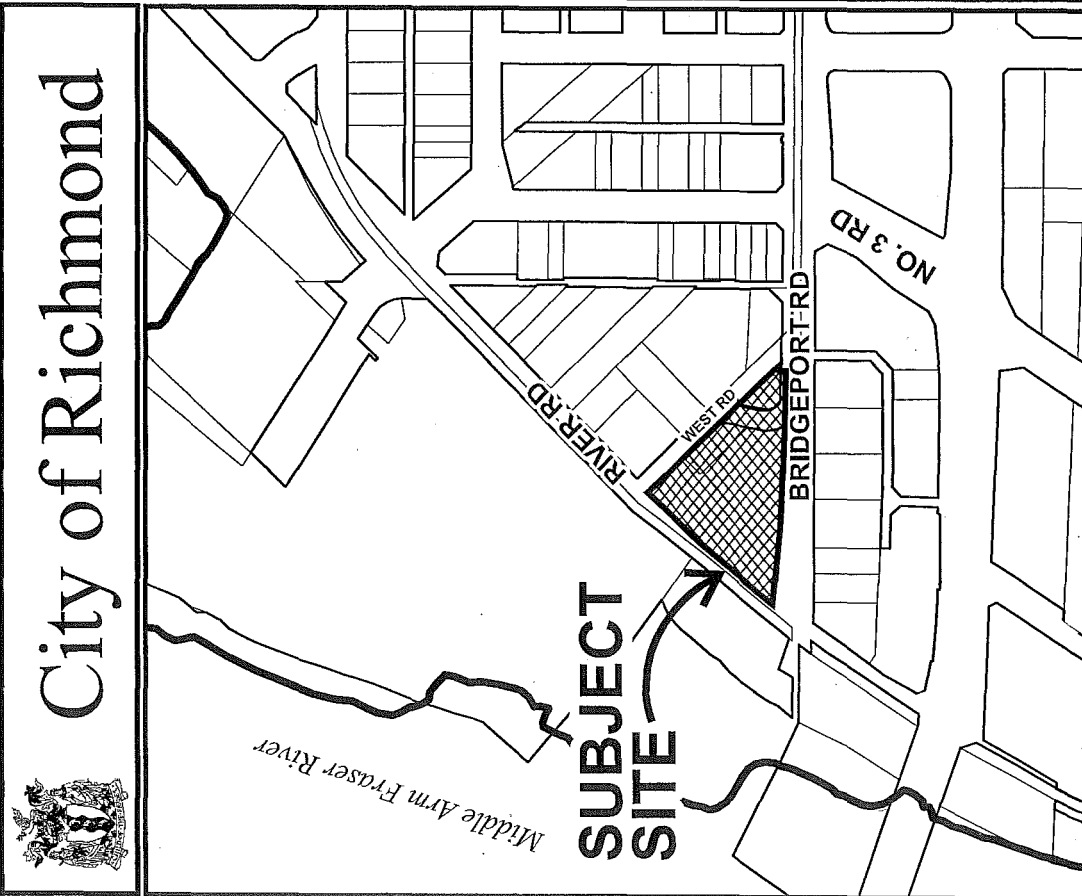 City of Richmond
RIVER RD
WEST RD
BRIDGEPORT RD
NO. 3 RD
SUBJECT
SITE
Middle Arm Fraser River